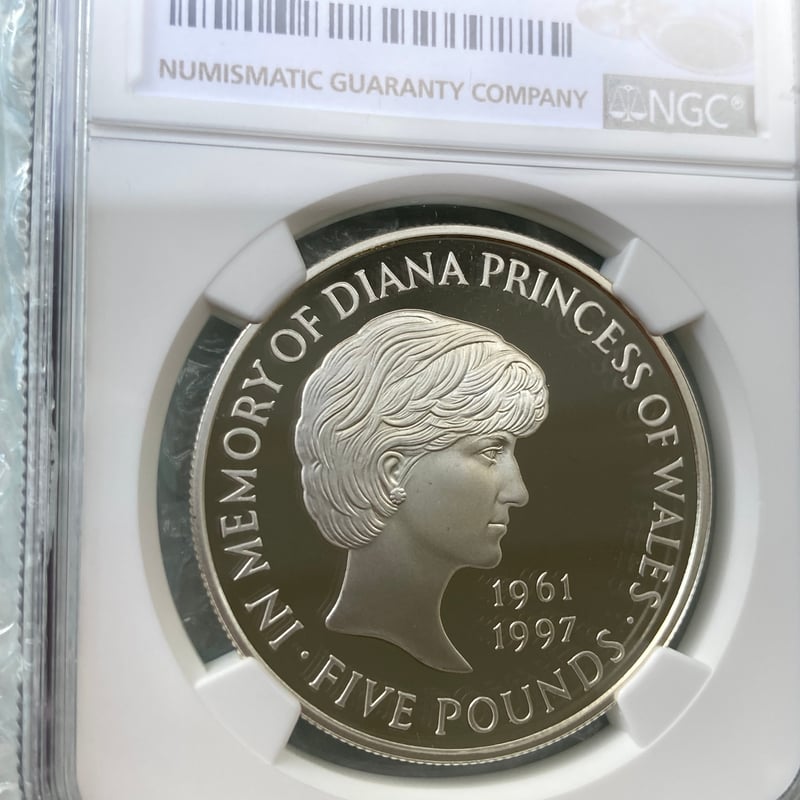 NUMISMATIC GUARANTY COMPANY
NGC®
IN MEMORY OF DIANA PRINCESS OF WALES ·
FIVE POUNDS ·
1961
1997